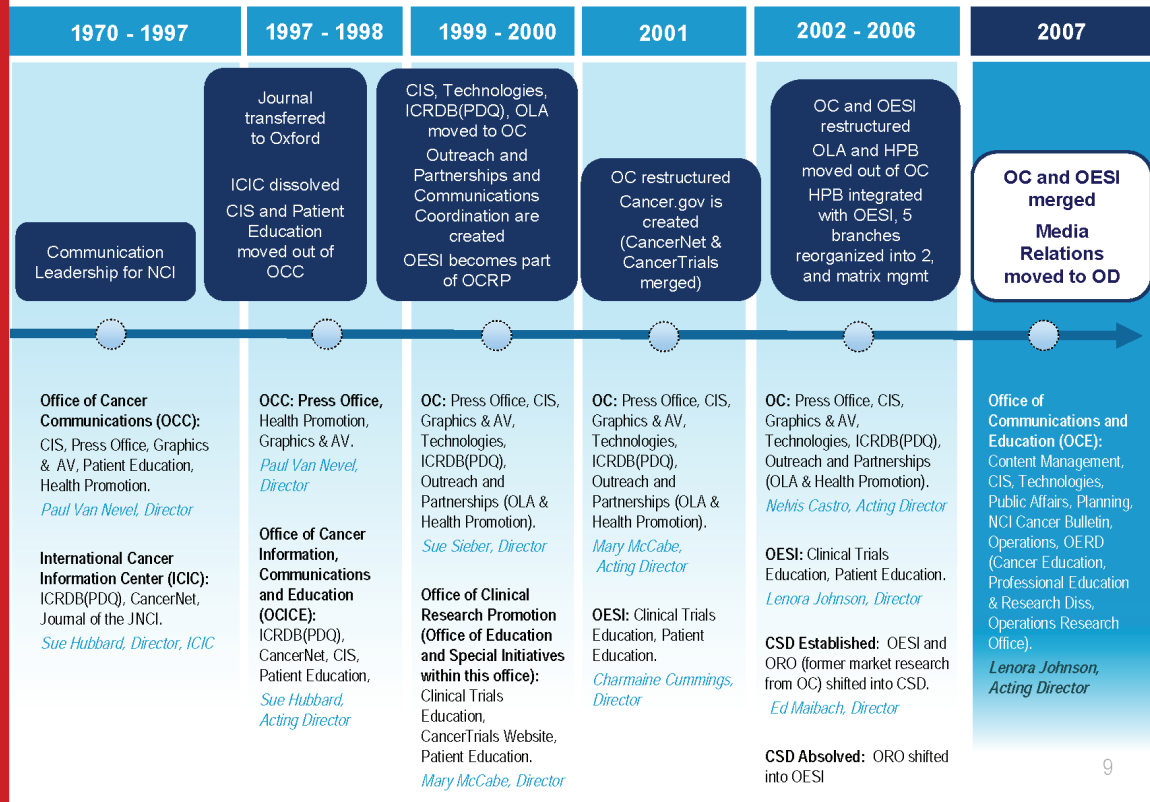 1970 - 1997
1997 - 1998
1999 - 2000
2001
2002 - 2006
2007
Communication
Leadership for NCI
Journal
transferred
to Oxford
ICIC dissolved
CIS and Patient
Education
moved out of
OCC
CIS, Technologies,
ICRDB(PDQ), OLA
moved to OC
Outreach and
Partnerships and
Communications
Coordination are
created
OESI becomes part
of OCRP
OC restructured
Cancer.gov is
created
(CancerNet &
CancerTrials
merged)
OC and OESI
restructured
OLA and HPB
moved out of OC
HPB integrated
with OESI, 5
branches
reorganized into 2,
and matrix mgmt
OC and OESI
merged
Media
Relations
moved to OD
Office of Cancer
Communications (OCC):
CIS, Press Office, Graphics
& AV, Patient Education,
Health Promotion.
Paul Van Nevel, Director
International Cancer
Information Center (ICIC):
ICRDB(PDQ), CancerNet,
Journal of the JNCI.
Sue Hubbard, Director, ICIC
OCC: Press Office,
Health Promotion,
Graphics & AV.
Paul Van Nevel,
Director
Office of Cancer
Information,
Communications
and Education
(OCICE):
ICRDB(PDQ),
CancerNet, CIS,
Patient Education,
Sue Hubbard,
Acting Director
OC: Press Office, CIS,
Graphics & AV,
Technologies,
ICRDB(PDQ),
Outreach and
Partnerships (OLA &
Health Promotion).
Sue Sieber, Director
Office of Clinical
Research Promotion
(Office of Education
and Special Initiatives
within this office):
Clinical Trials
Education,
CancerTrials Website,
Patient Education.
Mary McCabe, Director
OC: Press Office, CIS,
Graphics & AV,
Technologies,
ICRDB(PDQ),
Outreach and
Partnerships (OLA &
Health Promotion).
Mary McCabe,
Acting Director
OESI: Clinical Trials
Education, Patient
Education.
Charmaine Cummings,
Director
OC: Press Office, CIS,
Graphics & AV,
Technologies, ICRDB(PDQ),
Outreach and Partnerships
(OLA & Health Promotion).
Nelvis Castro, Acting Director
OESI: Clinical Trials
Education, Patient Education.
Lenora Johnson, Director
CSD Established: OESI and
ORO (former market research
from OC) shifted into CSD.
Ed Maibach, Director
CSD Absolved: ORO shifted
into OESI
Office of
Communications and
Education (OCE):
Content Management,
CIS, Technologies,
Public Affairs, Planning,
NCI Cancer Bulletin,
Operations, OERD
(Cancer Education,
Professional Education
& Research Diss,
Operations Research
Office).
Lenora Johnson,
Acting Director
9